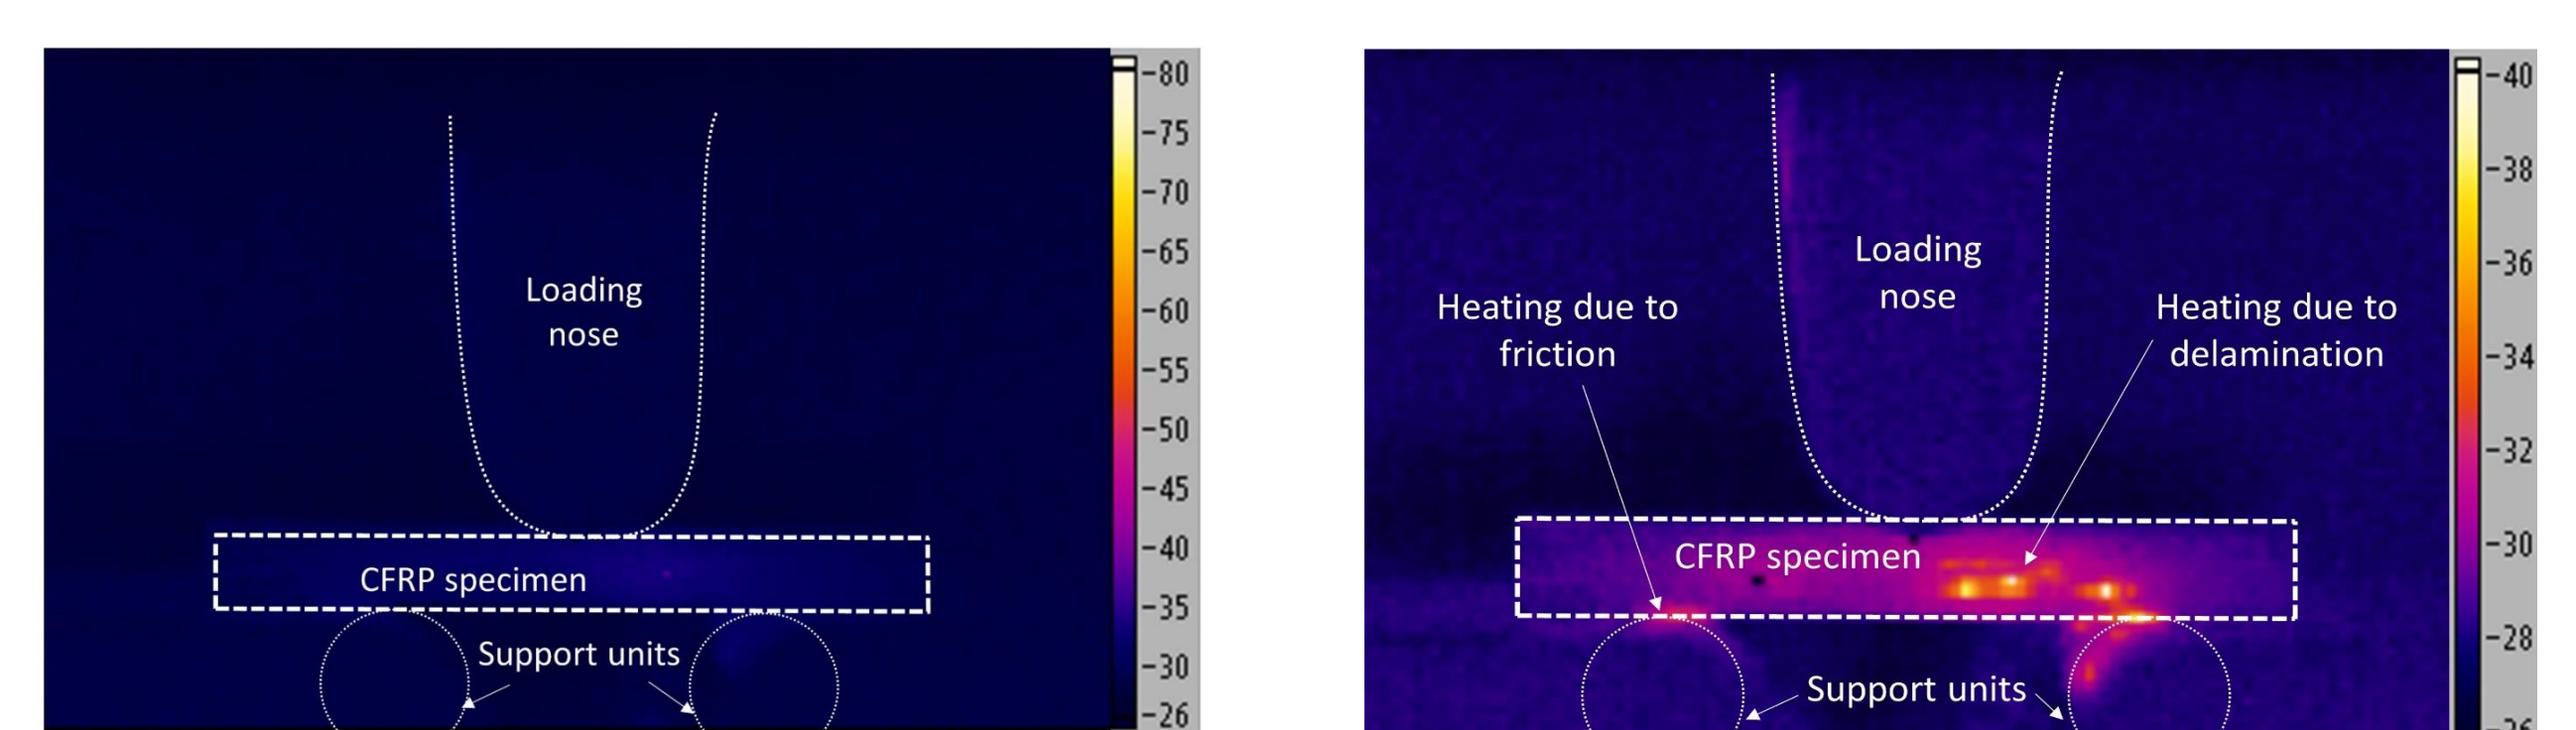 -80
-75
-70
-65
-60
-55
-50
-45
-40
-35
-30
-26
Loading
nose
CFRP specimen
Support units
-40
-38
-36
-34
-32
-30
-28
Loading
nose
Heating due to
friction
Heating due to
delamination
CFRP specimen
Support units